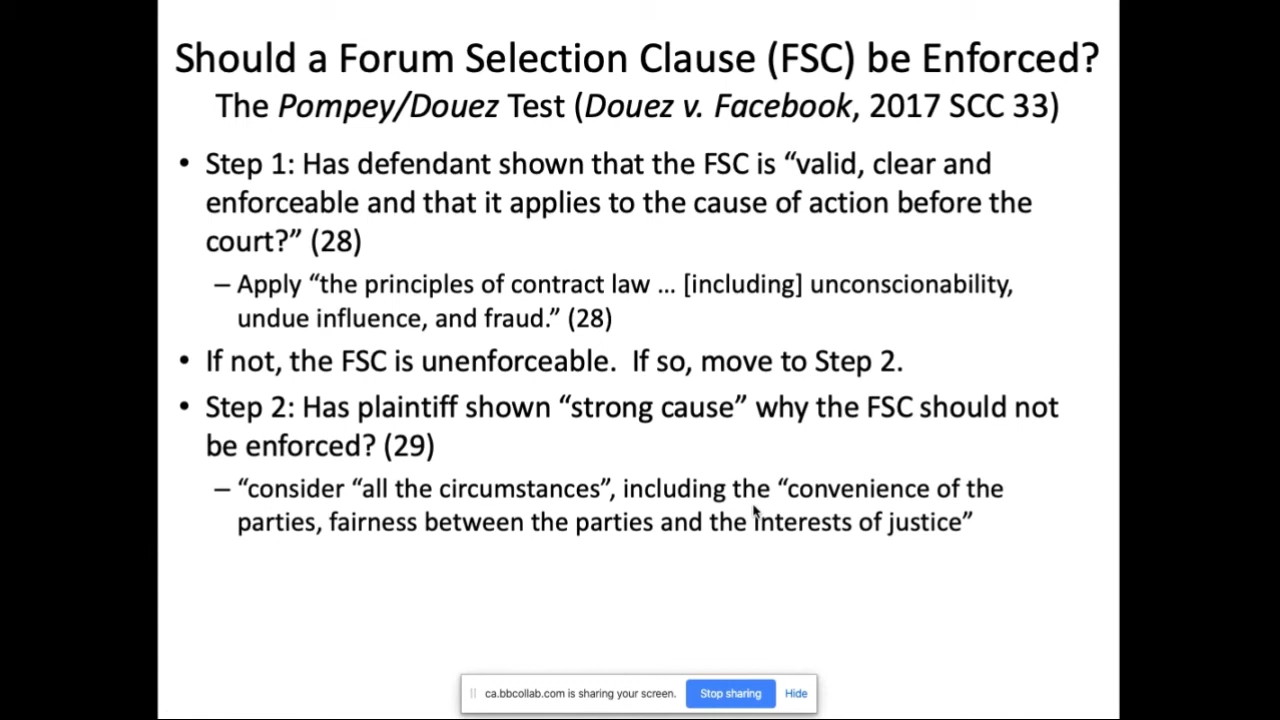 Should a Forum Selection Clause (FSC) be Enforced?
The Pompey/Douez Test (Douez v. Facebook, 2017 SCC 33)
• Step 1: Has defendant shown that the FSC is “valid, clear and
enforceable and that it applies to the cause of action before the
court?” (28)
– Apply “the principles of contract law ... [including] unconscionability,
undue influence, and fraud.” (28)
• If not, the FSC is unenforceable.  If so, move to Step 2.
• Step 2: Has plaintiff shown “strong cause” why the FSC should not
be enforced? (29)
– “consider “all the circumstances”, including the “convenience of the
parties, fairness between the parties and the interests of justice”
ca.bbcollab.com is sharing your screen. Stop sharing Hide